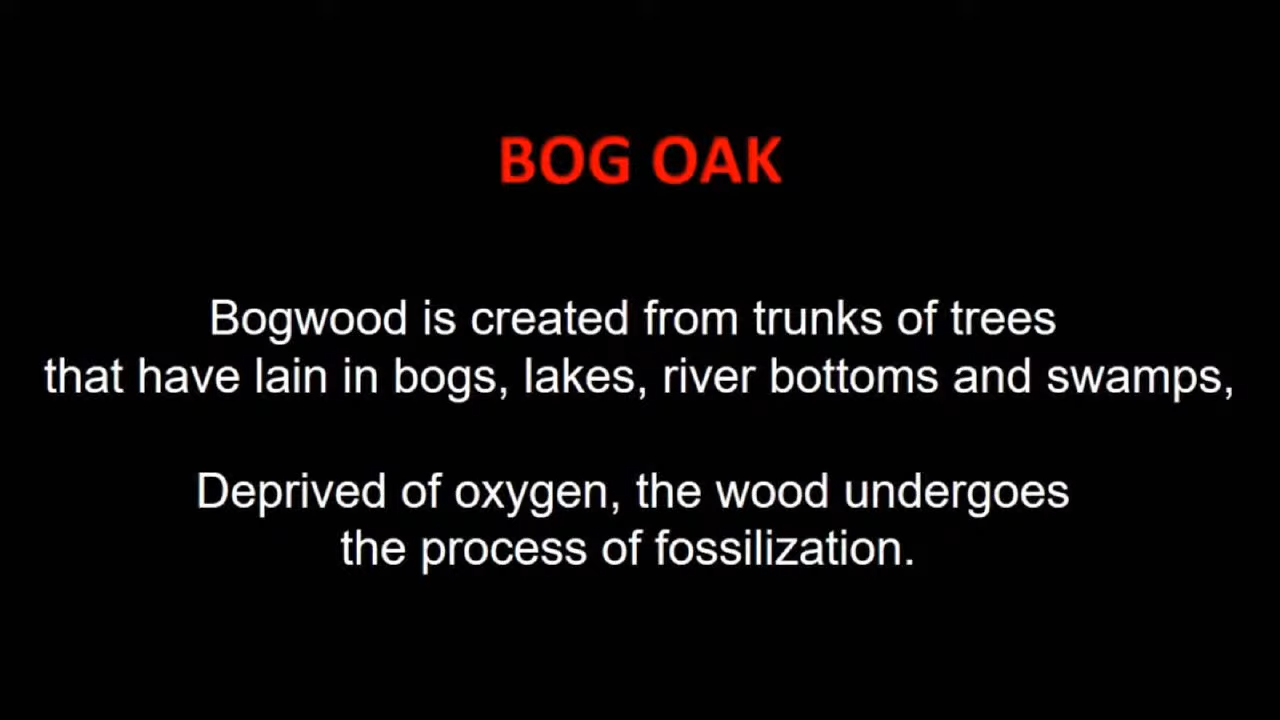 BOG OAK
Bogwood is created from trunks of trees
that have lain in bogs, lakes, river bottoms and swamps,
Deprived of oxygen, the wood undergoes
the process of fossilization.